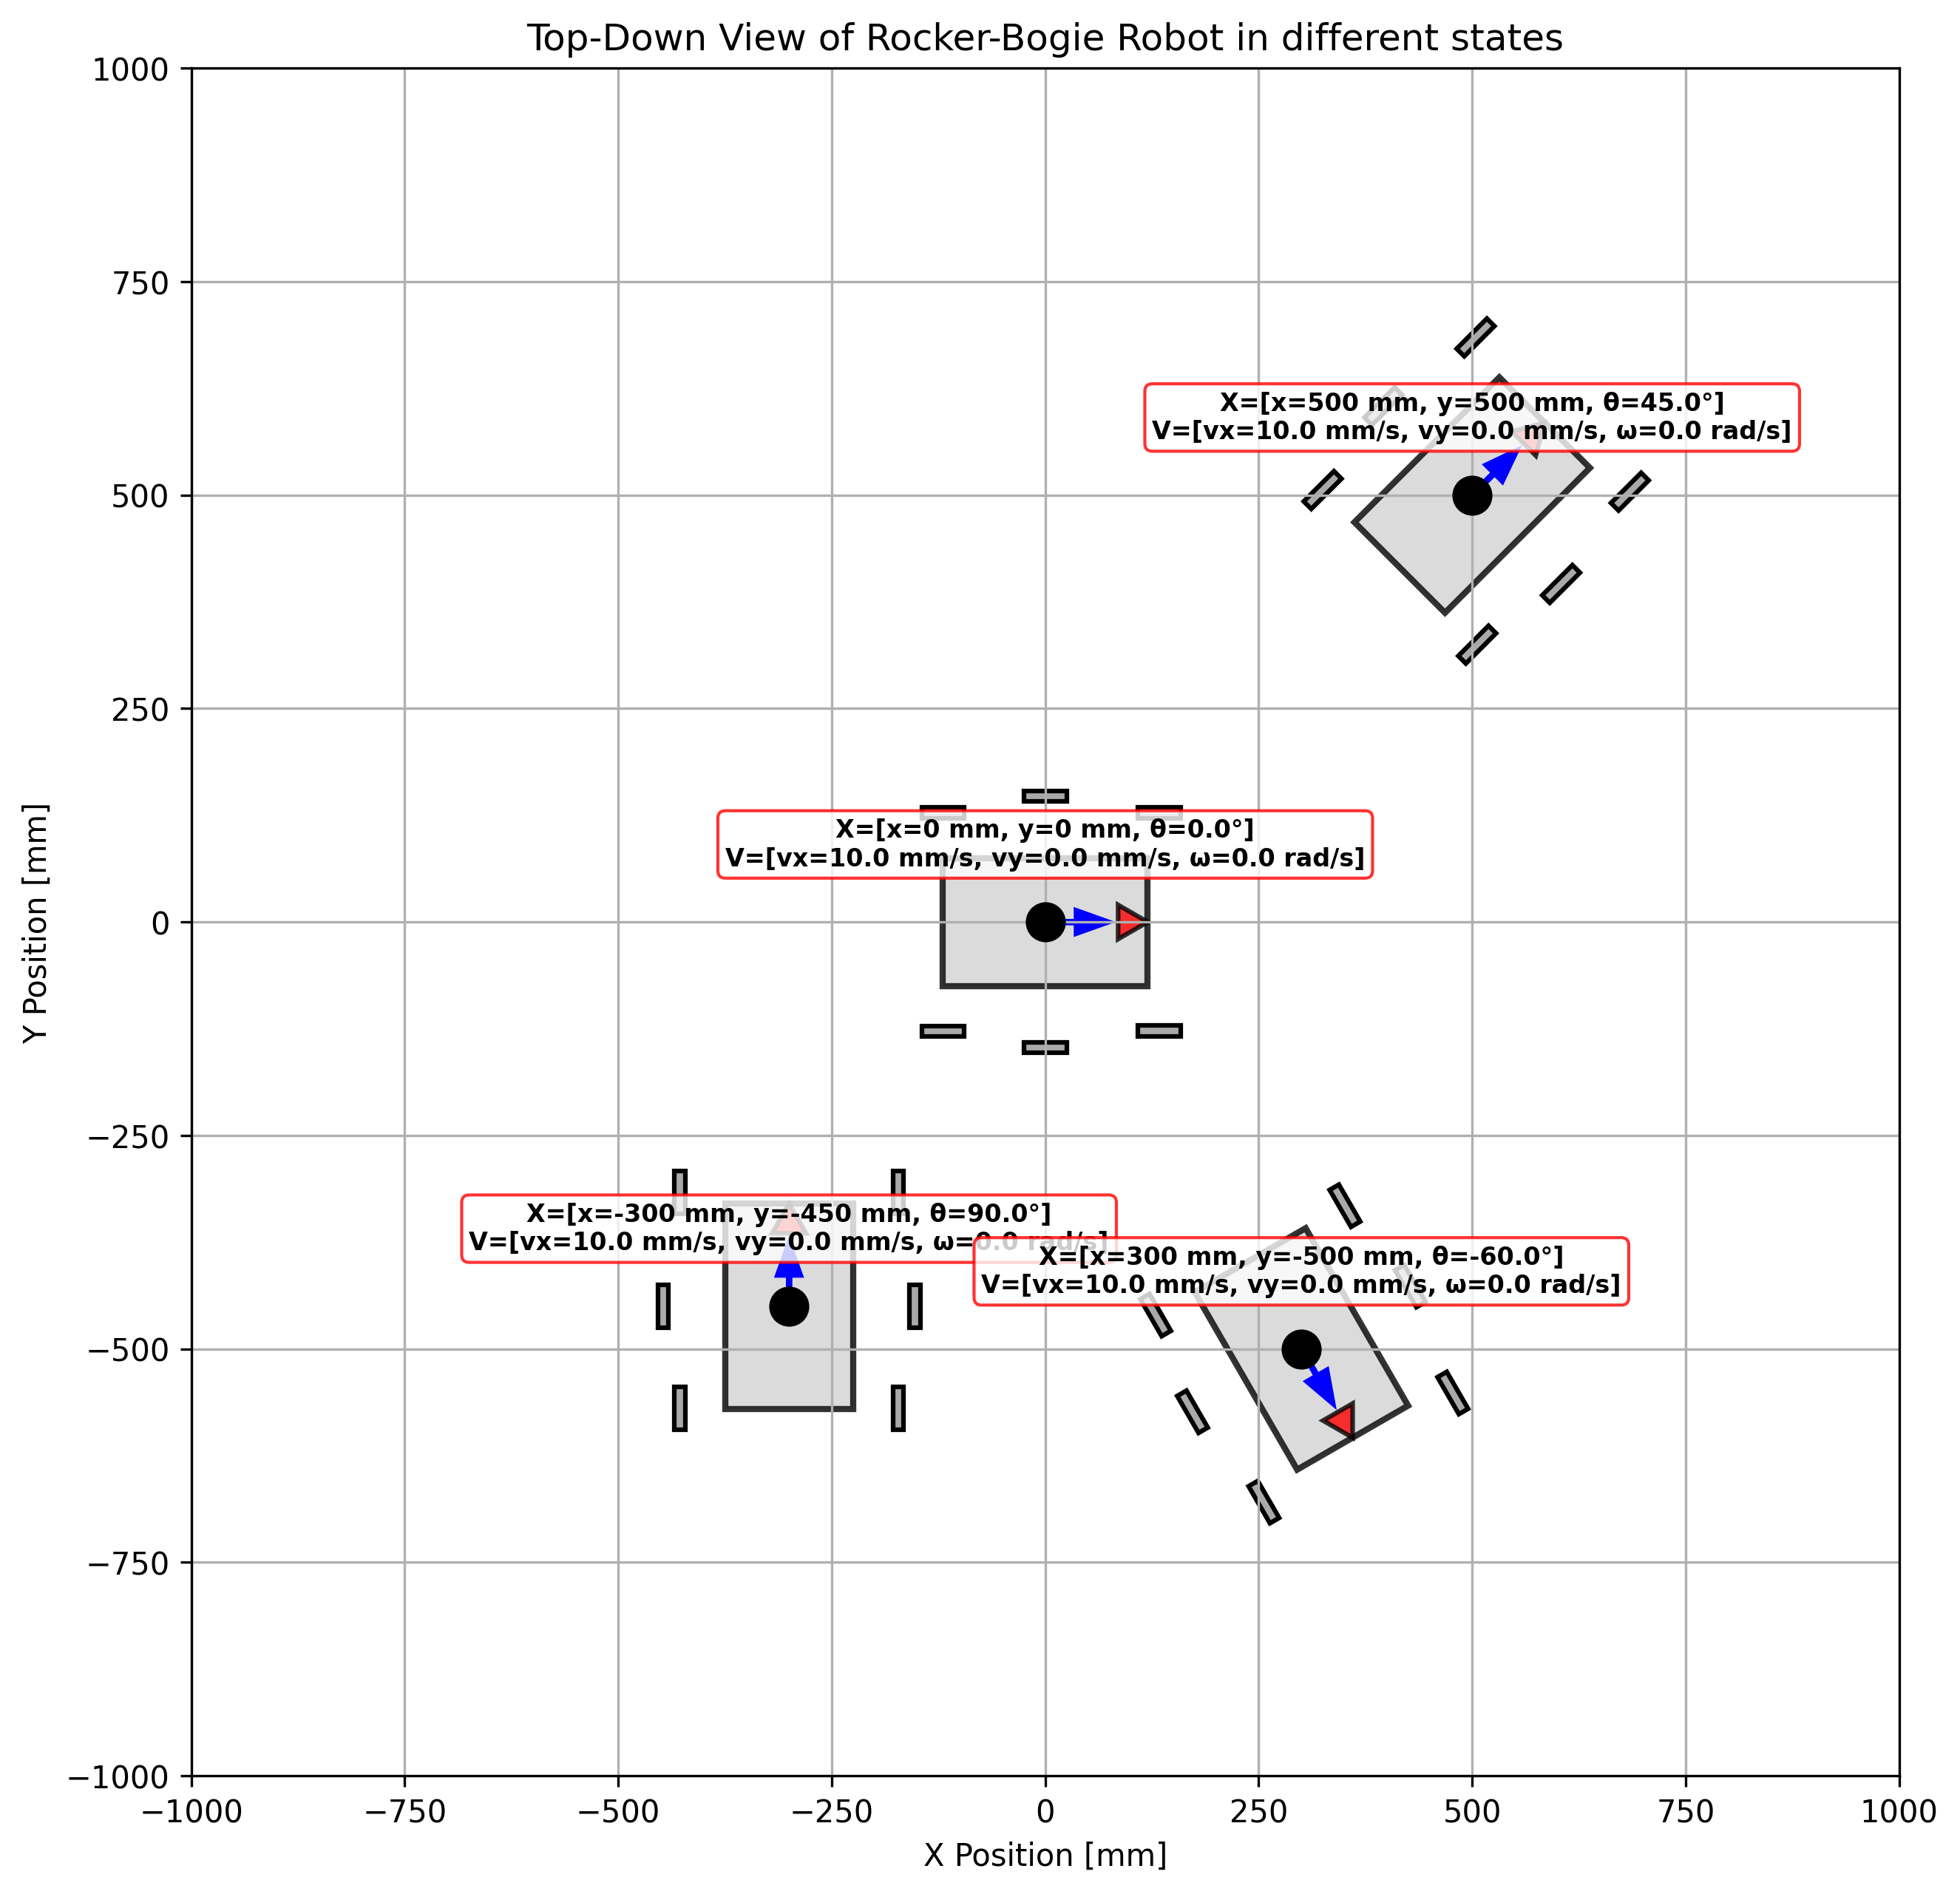 Top-Down View of Rocker-Bogie Robot in different states
1000
750
500
250
0
−250
−500
−750
−1000
Y Position [mm]
X=[x=500 mm, y=500 mm, θ=45.0°]
V=[vx=10.0 mm/s, vy=0.0 mm/s, ω=0.0 rad/s]
X=[x=0 mm, y=0 mm, θ=0.0°]
V=[vx=10.0 mm/s, vy=0.0 mm/s, ω=0.0 rad/s]
X=[x=-300 mm, y=-450 mm, θ=90.0°]
V=[vx=10.0 mm/s, vy=0.0 mm/s, ω=0.0 rad/s]
X=[x=300 mm, y=-500 mm, θ=-60.0°]
V=[vx=10.0 mm/s, vy=0.0 mm/s, ω=0.0 rad/s]
−1000
−750
−500
−250
0
250
500
750
1000
X Position [mm]